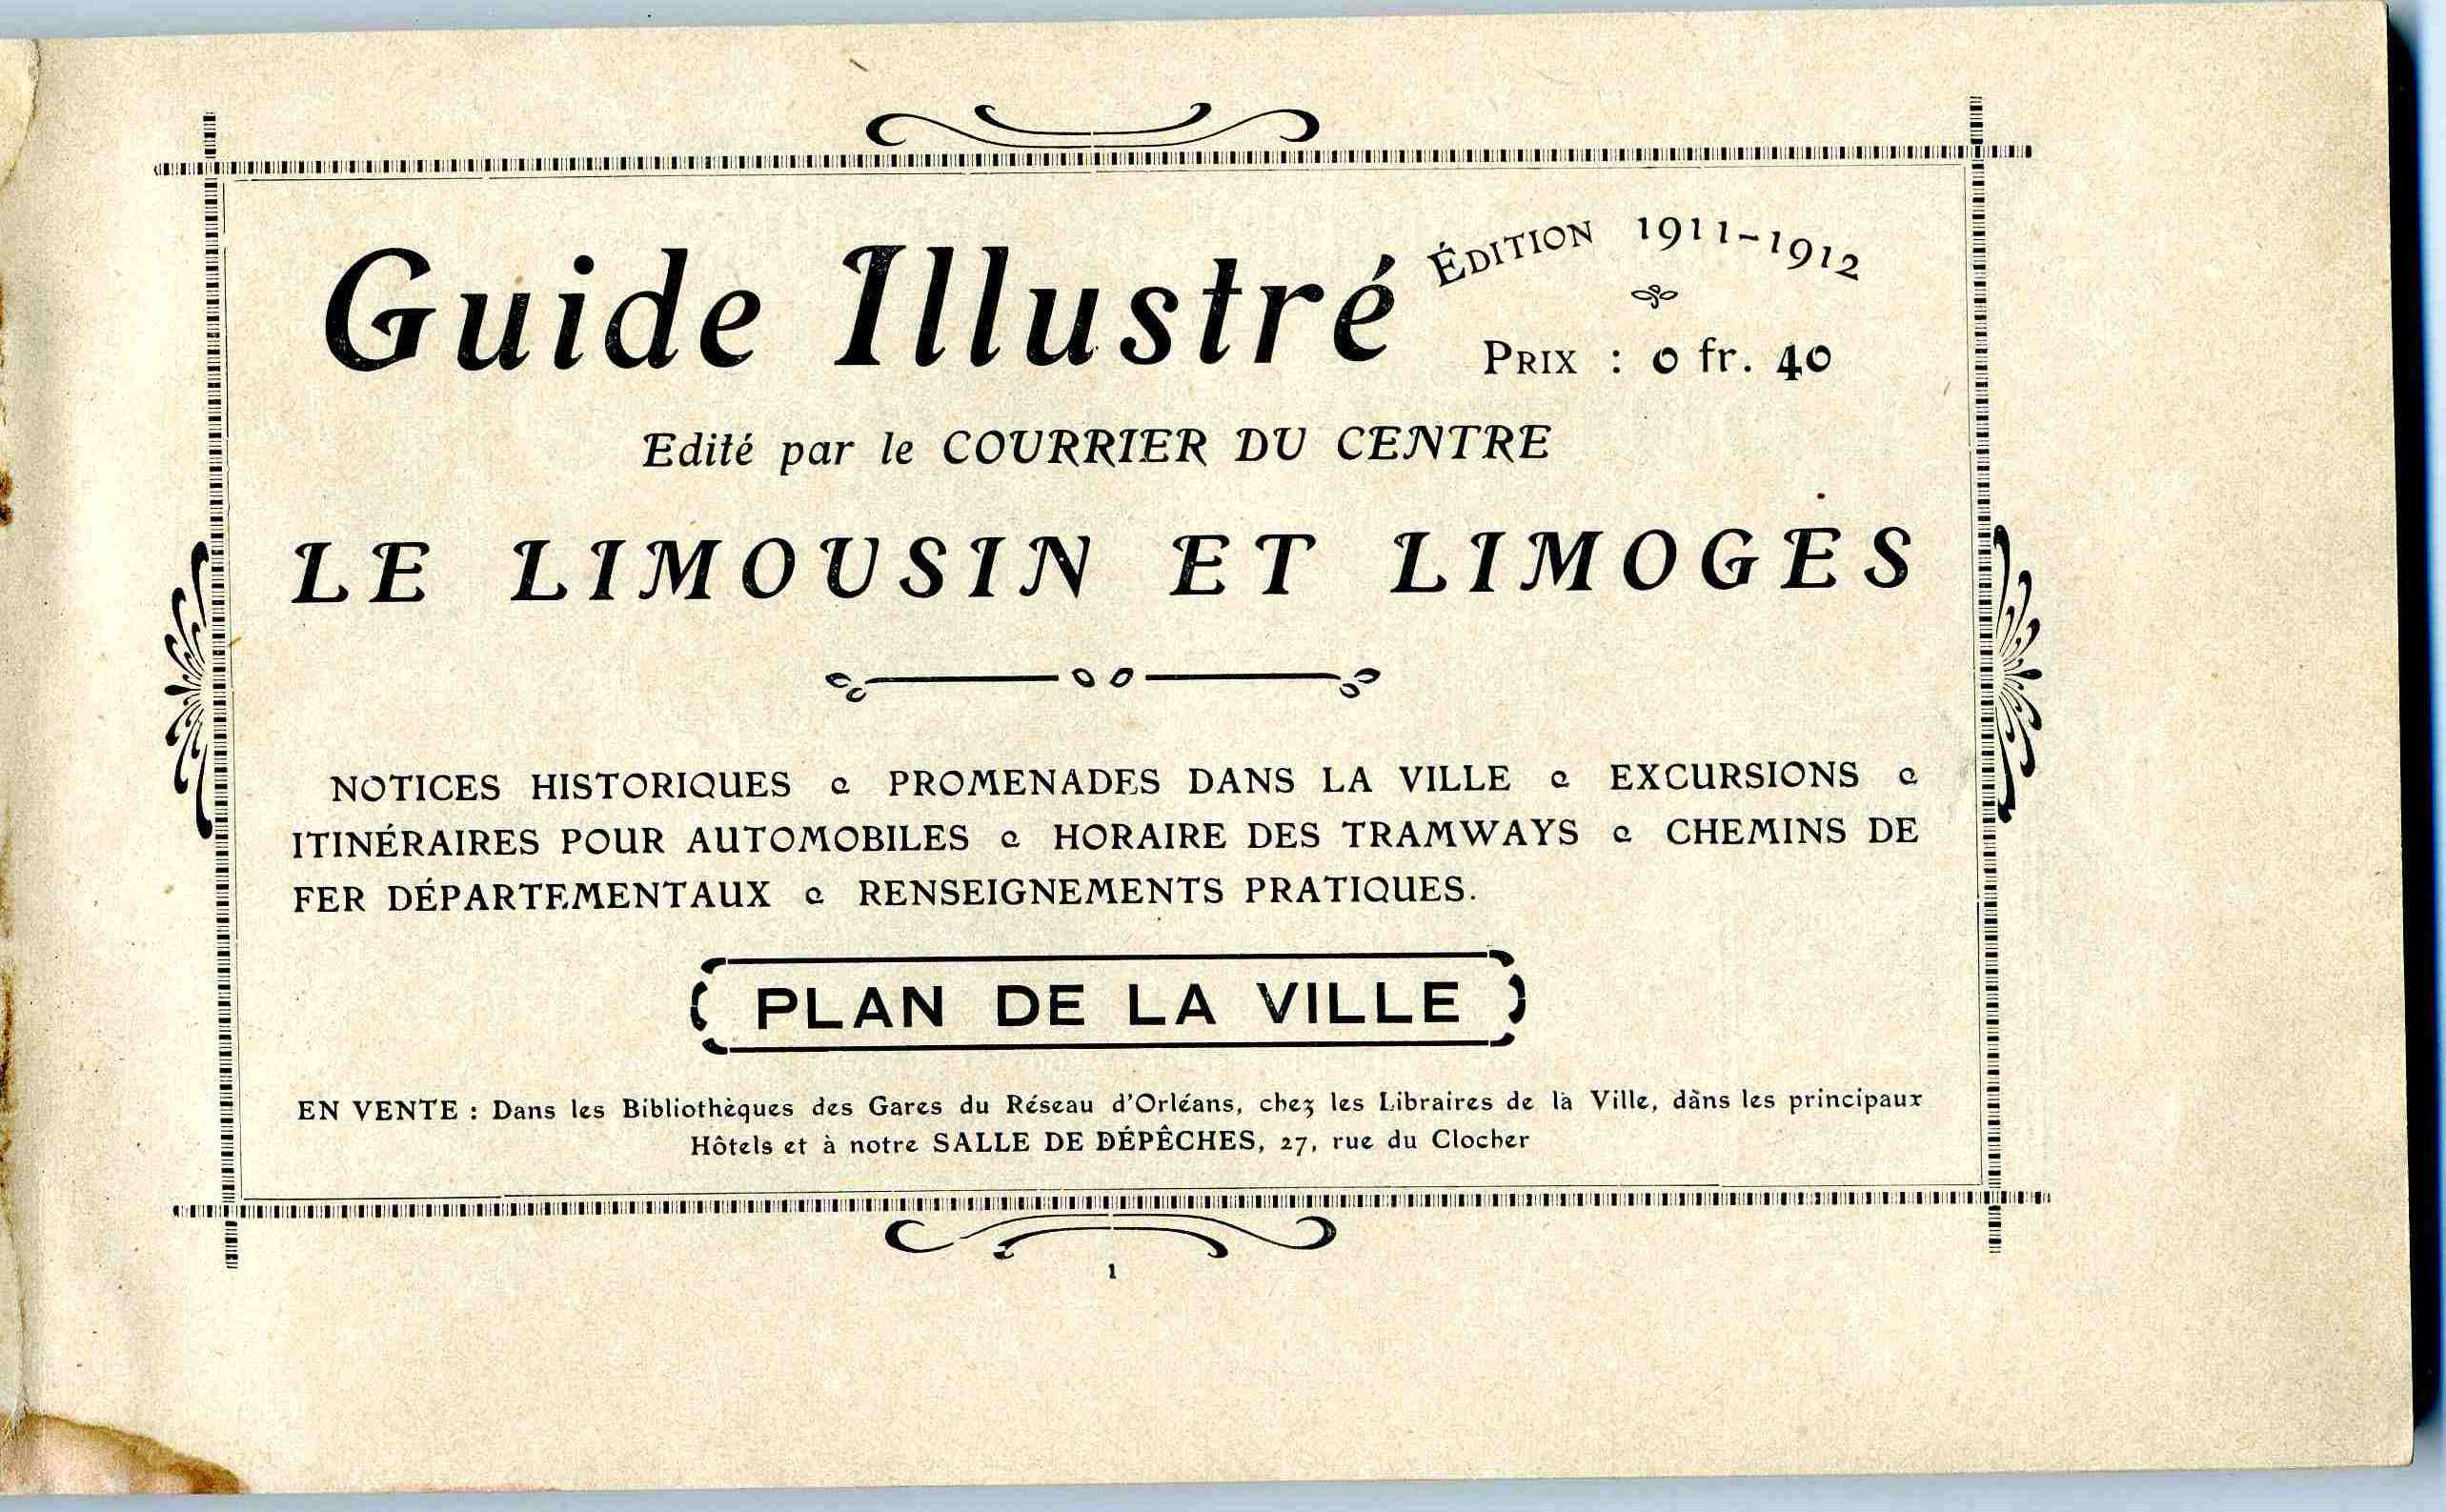 Guide Illustré
ÉDITION 1911-1912
PRIX : 0 fr. 40
Edité par le COURRIER DU CENTRE
LE LIMOUSIN ET LIMOGES
NOTICES HISTORIQUES PROMENADES DANS LA VILLE EXCURSIONS
ITINÉRAIRES POUR AUTOMOBILES HORAIRE DES TRAMWAYS CHEMINS DE
FER DÉPARTEMENTAUX RENSEIGNEMENTS PRATIQUES.
PLAN DE LA VILLE
EN VENTE : Dans les Bibliothèques des Gares du Réseau d'Orléans, chez les Libraires de la Ville, dans les principaux
Hôtels et à notre SALLE DE DÉPÊCHES, 27, rue du Clocher
1